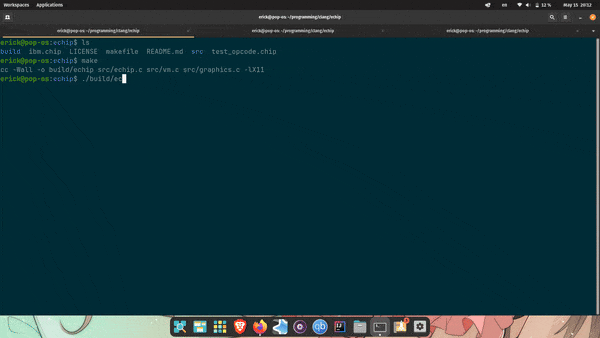 Workspaces Applications en 12 % May 15 20:12
erick@pop-os: ~/programming/clang/echip
erick@pop-os: ~/programming/clang/echip erick@pop-os: ~/programming/clang/echip erick@pop-os: ~/programming/clang/echip
erick@pop-os:echip$ ls
build ibm.chip LICENSE makefile README.md src test_opcode.chip
erick@pop-os:echip$ make
cc -Wall -o build/echip src/echip.c src/vm.c src/graphics.c -lX11
erick@pop-os:echip$ ./build/ec
qb